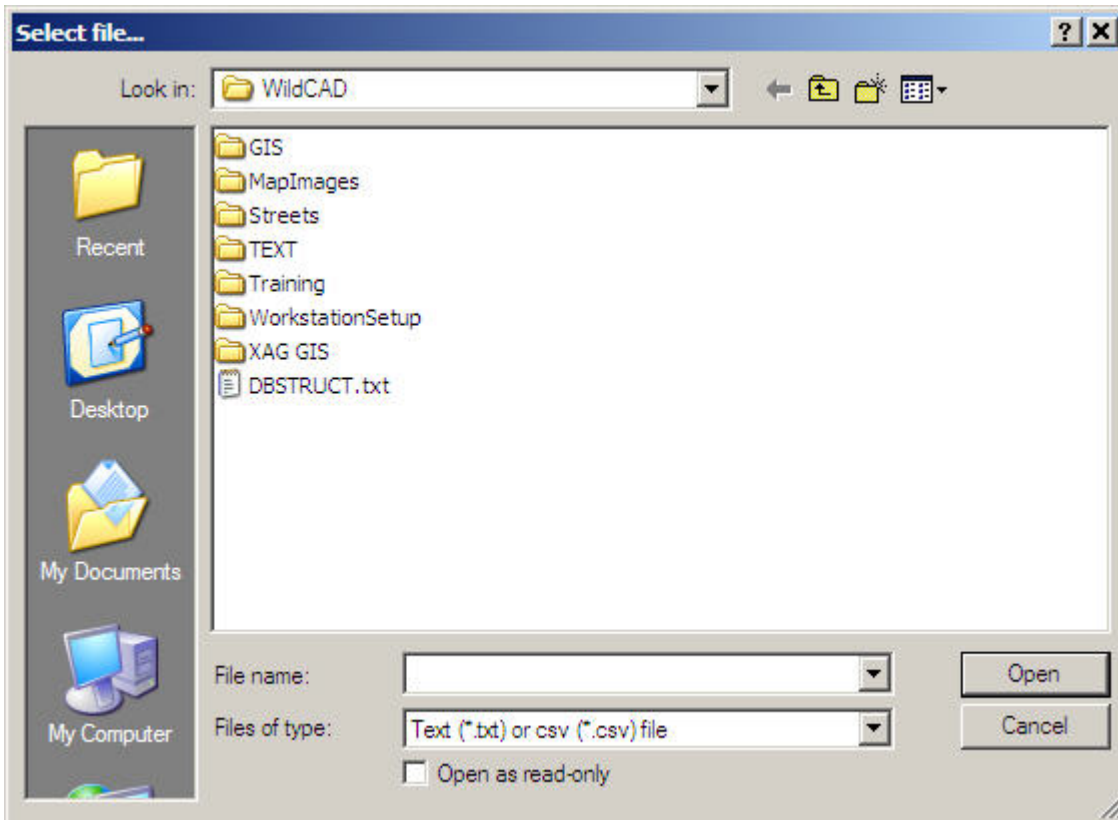 Select file...
Look in: WildCAD
Recent
Desktop
My Documents
My Computer
GIS
MapImages
Streets
TEXT
Training
WorkstationSetup
XAG GIS
DBSTRUCT.txt
File name:
Open
Files of type: Text (*.txt) or csv (*.csv) file
Cancel
Open as read-only